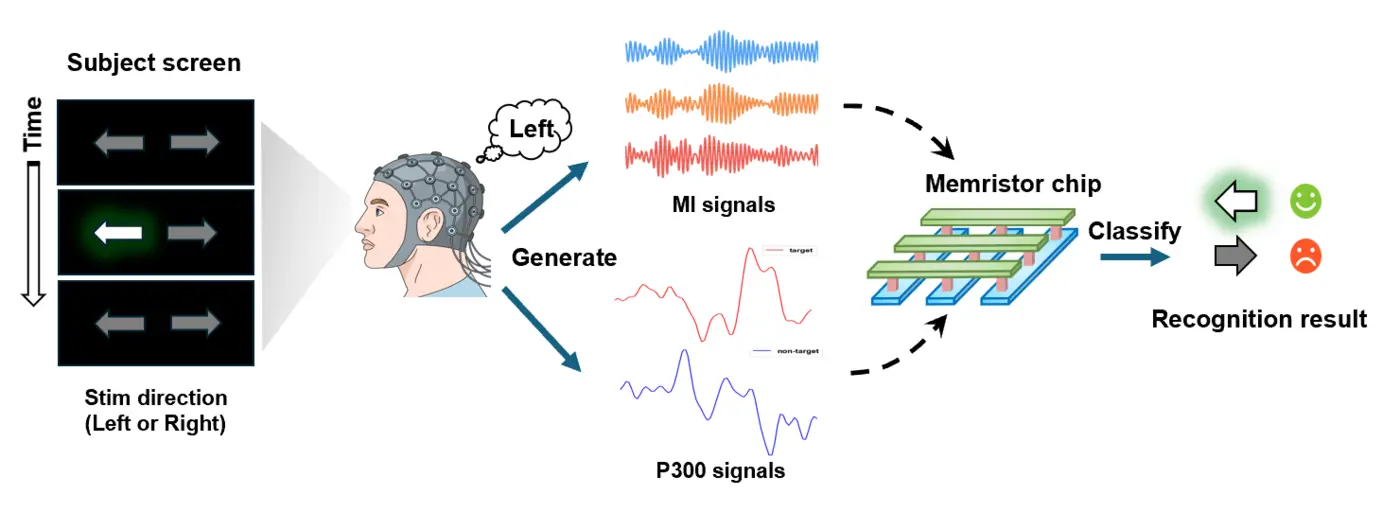 Subject screen
Time
Stim direction
(Left or Right)
Left
Generate
MI signals
target
non-target
P300 signals
Memristor chip
Classify
Recognition result